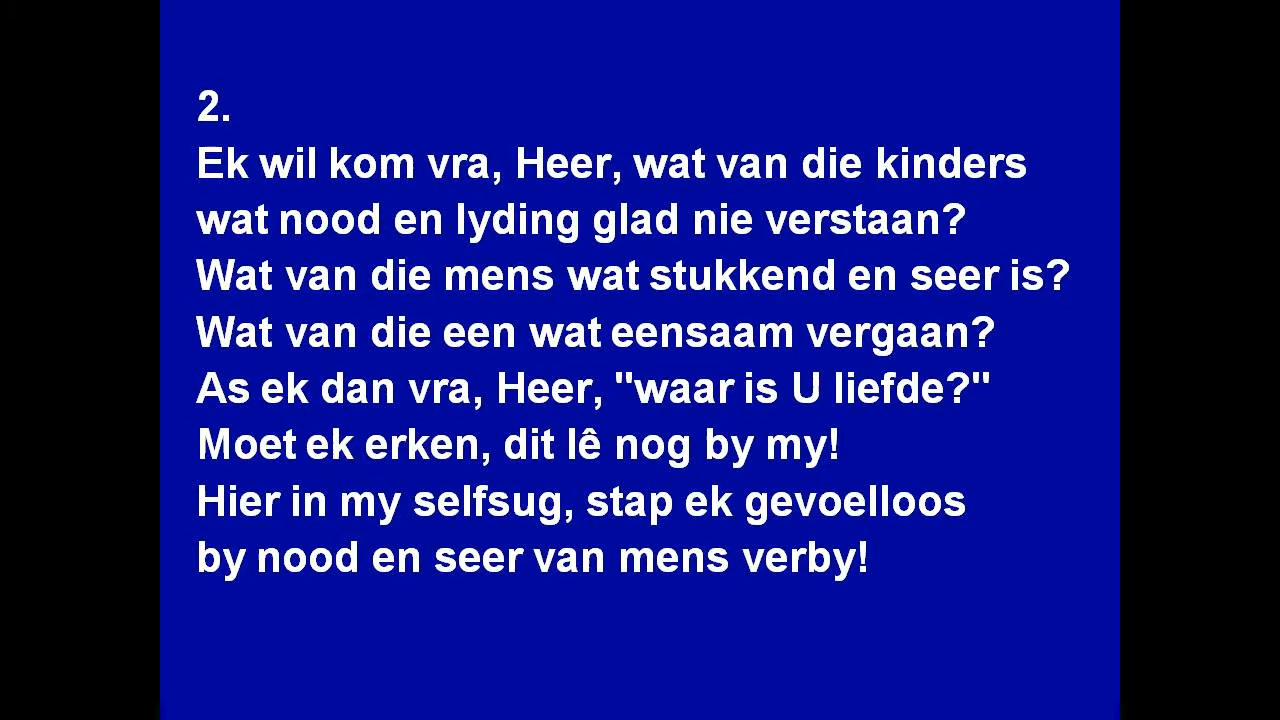 2.
Ek wil kom vra, Heer, wat van die kinders
wat nood en lyding glad nie verstaan?
Wat van die mens wat stukkend en seer is?
Wat van die een wat eensaam vergaan?
As ek dan vra, Heer, "waar is U liefde?"
Moet ek erken, dit lê nog by my!
Hier in my selfsug, stap ek gevoelloos
by nood en seer van mens verby!